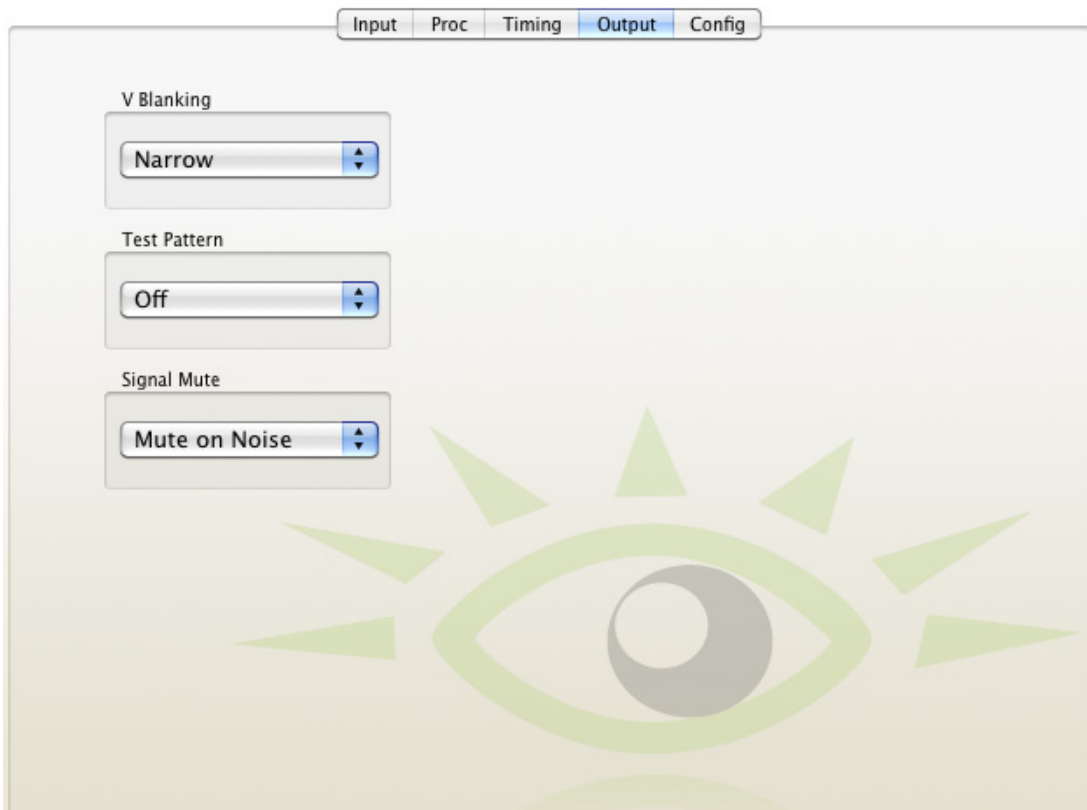 Input Proc Timing Output Config
V Blanking
Narrow
Test Pattern
Off
Signal Mute
Mute on Noise